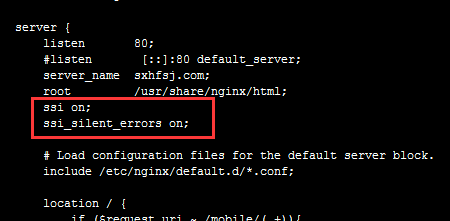 server {
listen 80;
#listen [::]:80 default_server;
server_name sxhfsj.com;
root /usr/share/nginx/html;
ssi on;
ssi_silent_errors on;
# Load configuration files for the default server block.
include /etc/nginx/default.d/*.conf;
location / {
if ($request_uri ~ /mobile/(.+)){